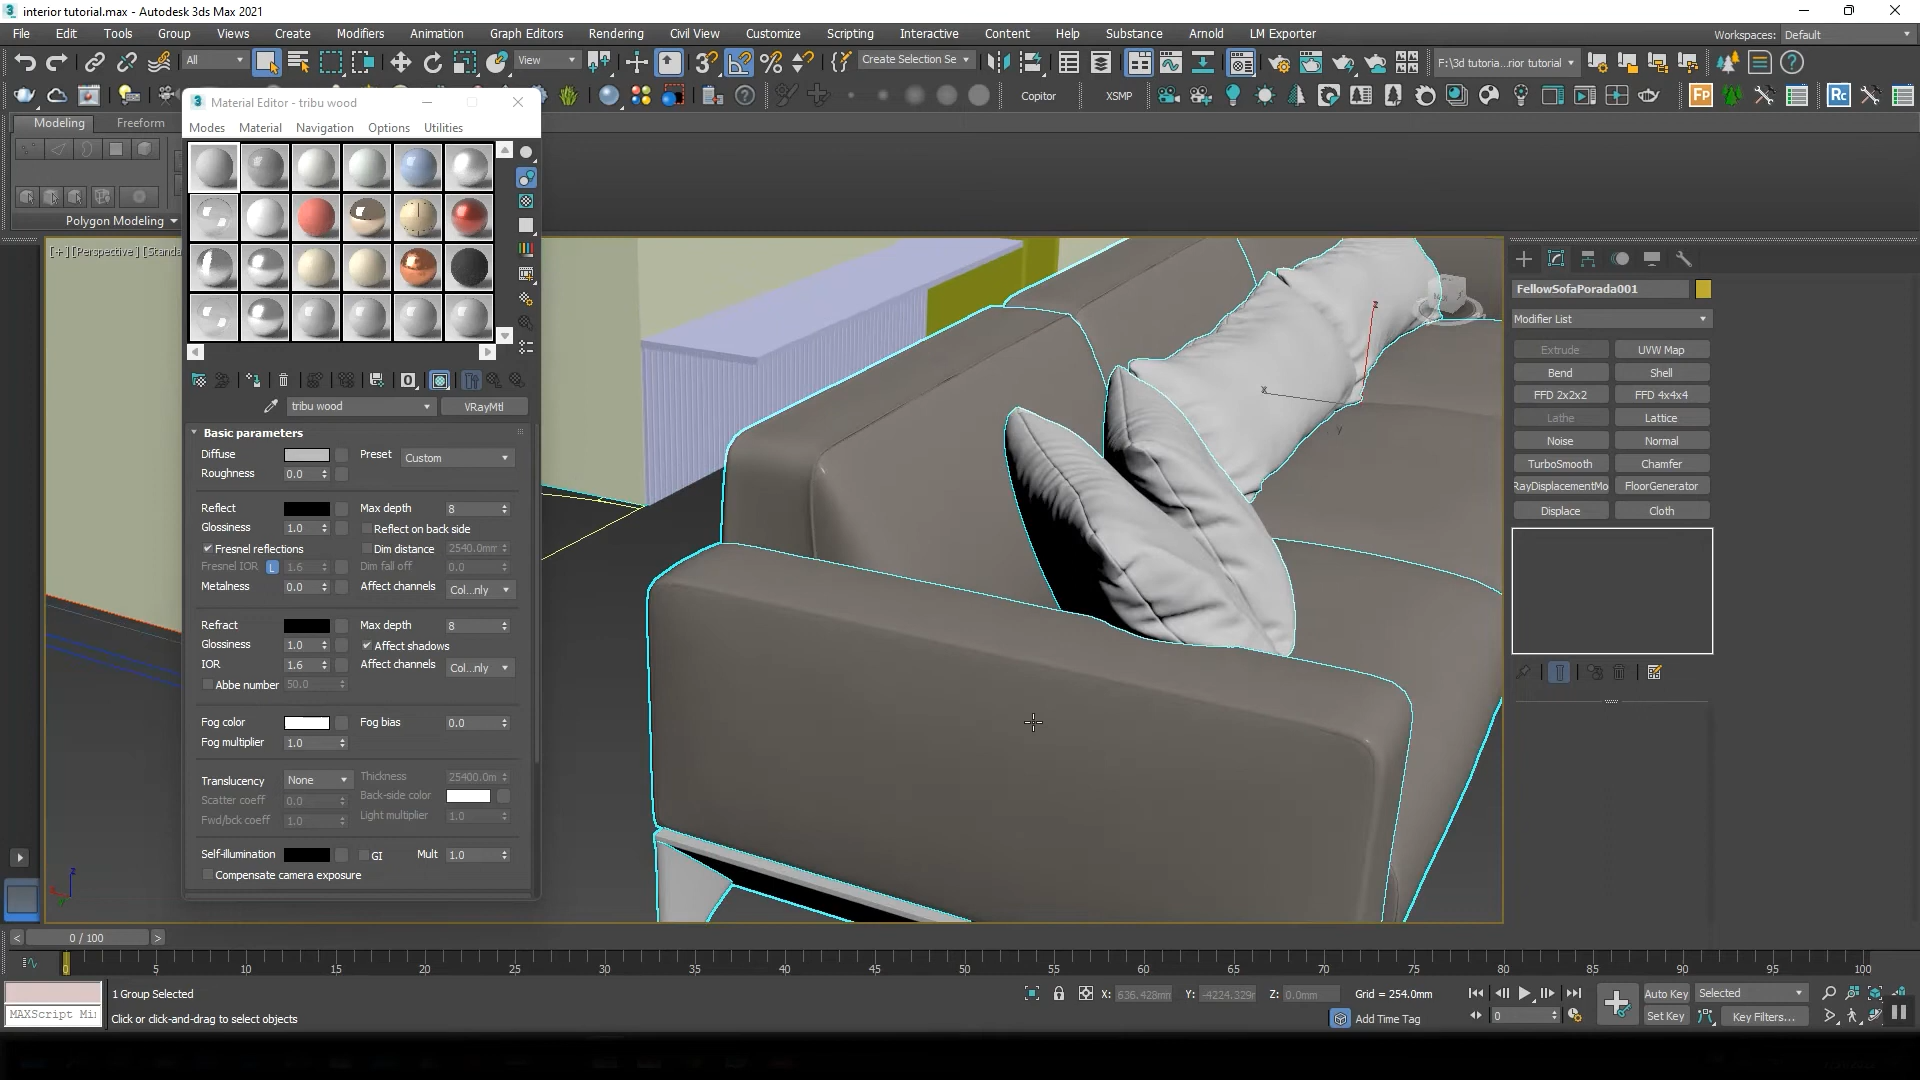 interior tutorial.max - Autodesk 3ds Max 2021
File Edit Tools Group Views Create Modifiers Animation Graph Editors Rendering Civil View Customize Scripting Interactive Content Help Substance Arnold LM Exporter Workspaces: Default
All View Create Selection Se F:\3d tutoria...rior tutorial
Copitor XSMP
Material Editor - tribu wood
Modeling Freeform
Modes Material Navigation Options Utilities
Polygon Modeling
[+] [Perspective] [Standa
FellowSofaPorada001
Modifier List
Extrude UVW Map
Bend Shell
FFD 2x2x2 FFD 4x4x4
Lathe Lattice
Noise Normal
TurboSmooth Chamfer
RayDisplacementMo FloorGenerator
Displace Cloth
tribu wood VRayMtl
Basic parameters
Diffuse Preset Custom
Roughness 0.0
Reflect Max depth 8
Glossiness 1.0 Reflect on back side
Fresnel reflections Dim distance 2540.0mm
Fresnel IOR L 1.6 Dim fall off 0.0
Metalness 0.0 Affect channels Col...nly
Refract Max depth 8
Glossiness 1.0 Affect shadows
IOR 1.6 Affect channels Col...nly
Abbe number 50.0
Fog color Fog bias 0.0
Fog multiplier 1.0
Translucency None Thickness 25400.0m
Scatter coeff 0.0 Back-side color
Fwd/bck coeff 1.0 Light multiplier 1.0
Self-illumination GI Mult 1.0
Compensate camera exposure
0 / 100
0 5 10 15 20 25 30 35 40 45 50 55 60 65 70 75 80 85 90 95 100
1 Group Selected X: 636.428mm Y: -4224.329r Z: 0.0mm Grid = 254.0mm Auto Key Selected
MAXScript Mi Click or click-and-drag to select objects Add Time Tag 0 Set Key Key Filters...